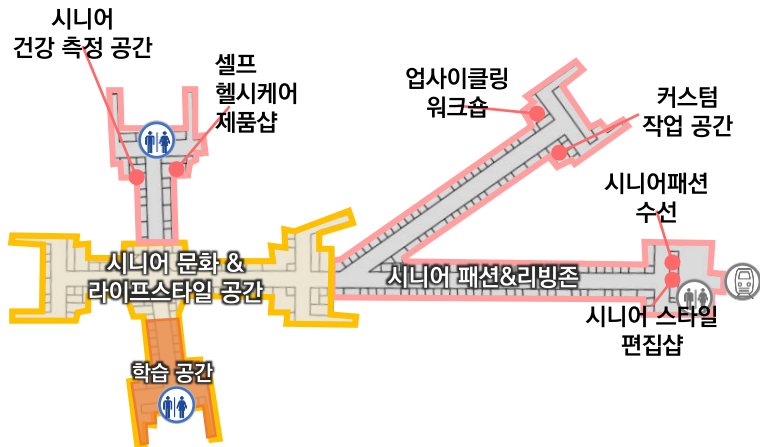 시니어
건강 측정 공간
셀프
헬시케어
제품샵
업사이클링
워크숍
커스텀
작업 공간
시니어패션
수선
시니어 문화 &
라이프스타일 공간
시니어 패션&리빙존
시니어 스타일
편집샵
학습 공간